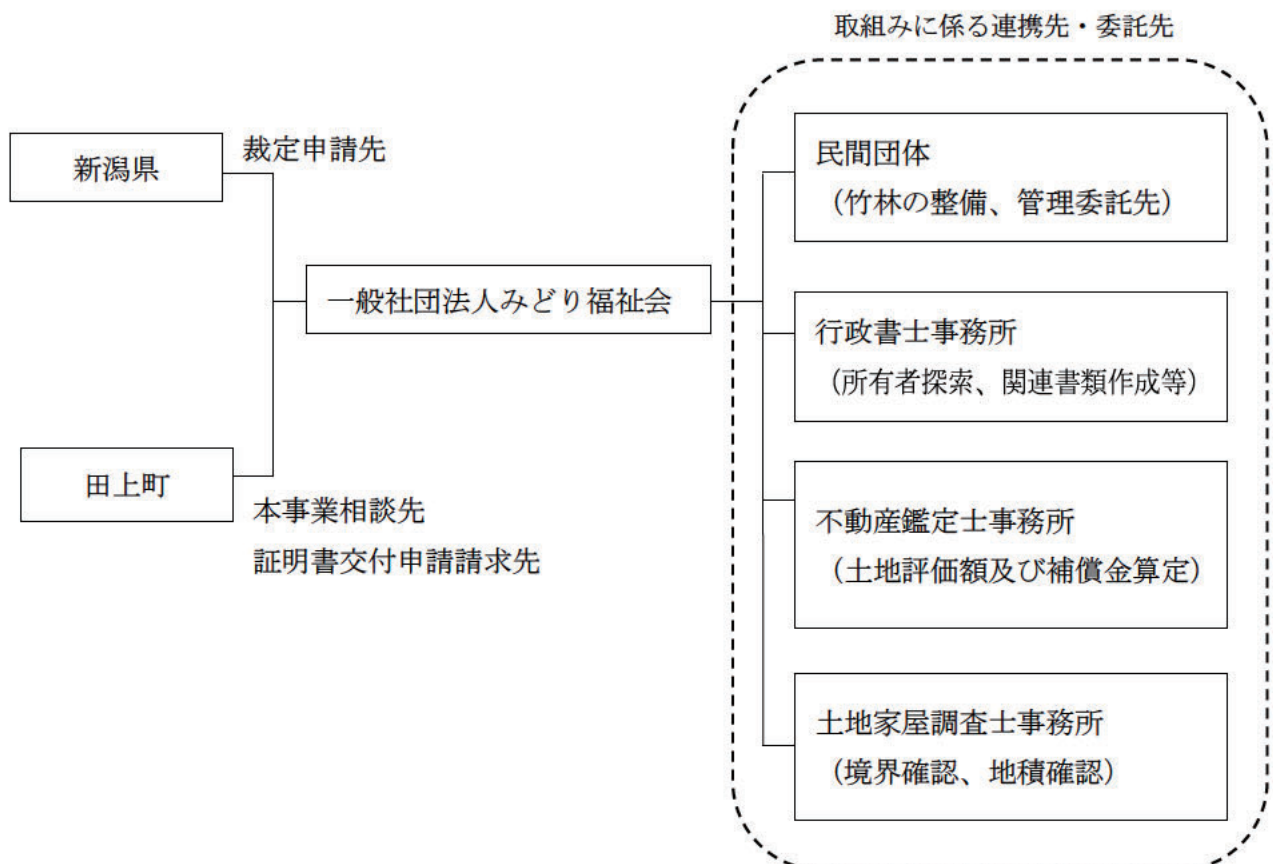 取組みに係る連携先・委託先
新潟県
裁定申請先
田上町
本事業相談先
証明書交付申請請求先
一般社団法人みどり福祉会
民間団体
（竹林の整備、管理委託先）
行政書士事務所
（所有者探索、関連書類作成等）
不動産鑑定士事務所
（土地評価額及び補償金算定）
土地家屋調査士事務所
（境界確認、地積確認）